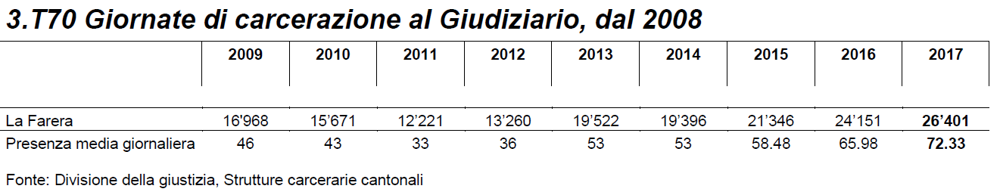 3.T70 Giornate di carcerazione al Giudiziario, dal 2008
2009 2010 2011 2012 2013 2014 2015 2016 2017
La Farera 16'968 15’671 12’221 13’260 19’522 19’396 21’346 24’151 26’401
Presenza media giornaliera 46 43 33 36 53 53 58.48 65.98 72.33
Fonte: Divisione della giustizia, Strutture carcerarie cantonali